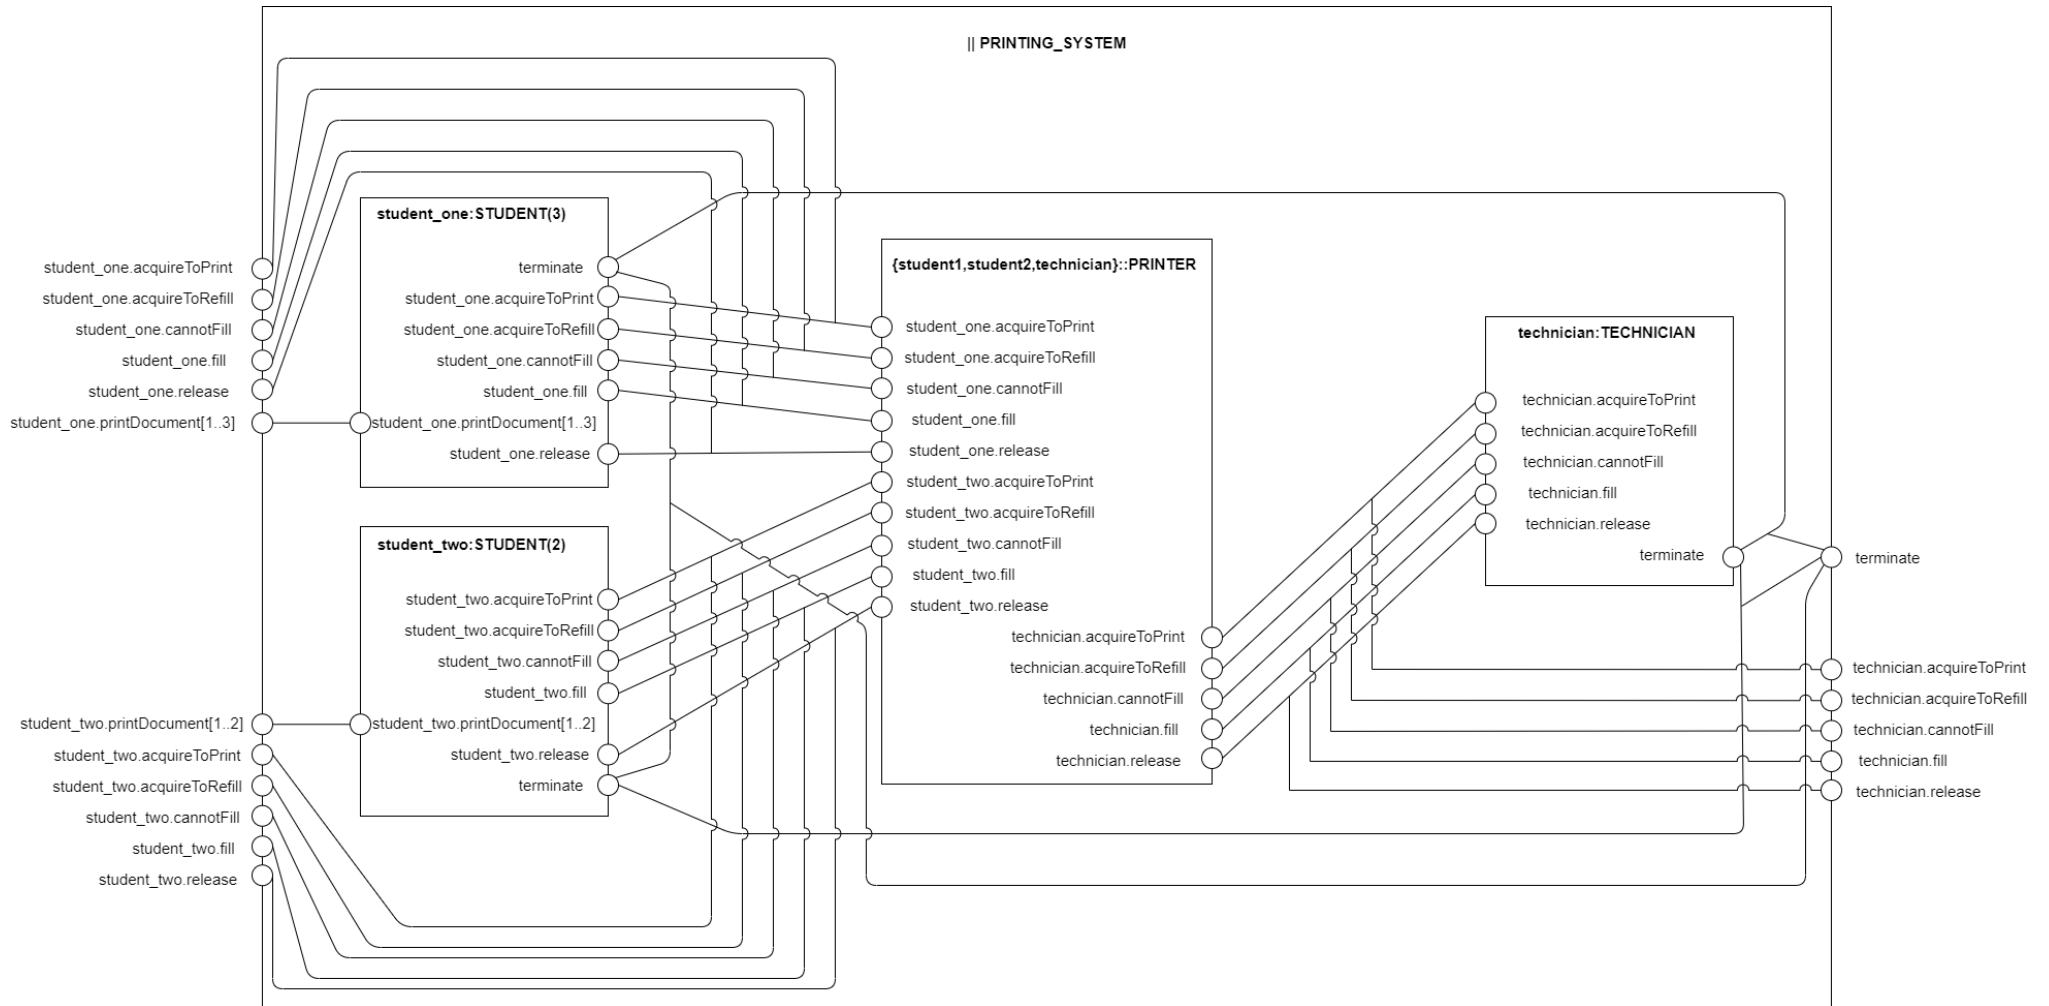 || PRINTING_SYSTEM
student_one.acquireToPrint
student_one.acquireToRefill
student_one.cannotFill
student_one.fill
student_one.release
student_one.printDocument[1..3]
student_one:STUDENT(3)
terminate
student_one.acquireToPrint
student_one.acquireToRefill
student_one.cannotFill
student_one.fill
student_one.printDocument[1..3]
student_one.release
student_two:STUDENT(2)
student_two.acquireToPrint
student_two.acquireToRefill
student_two.cannotFill
student_two.fill
student_two.printDocument[1..2]
student_two.release
terminate
student_two.printDocument[1..2]
student_two.acquireToPrint
student_two.acquireToRefill
student_two.cannotFill
student_two.fill
student_two.release
{student1,student2,technician}::PRINTER
student_one.acquireToPrint
student_one.acquireToRefill
student_one.cannotFill
student_one.fill
student_one.release
student_two.acquireToPrint
student_two.acquireToRefill
student_two.cannotFill
student_two.fill
student_two.release
technician.acquireToPrint
technician.acquireToRefill
technician.cannotFill
technician.fill
technician.release
technician:TECHNICIAN
technician.acquireToPrint
technician.acquireToRefill
technician.cannotFill
technician.fill
technician.release
terminate
terminate
technician.acquireToPrint
technician.acquireToRefill
technician.cannotFill
technician.fill
technician.release